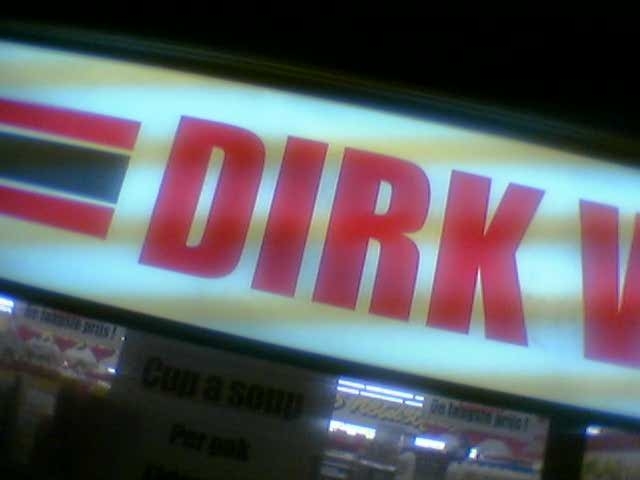 DIRK V
De laagste prijs !
Cup a soup
De laagste prijs !
Per pak